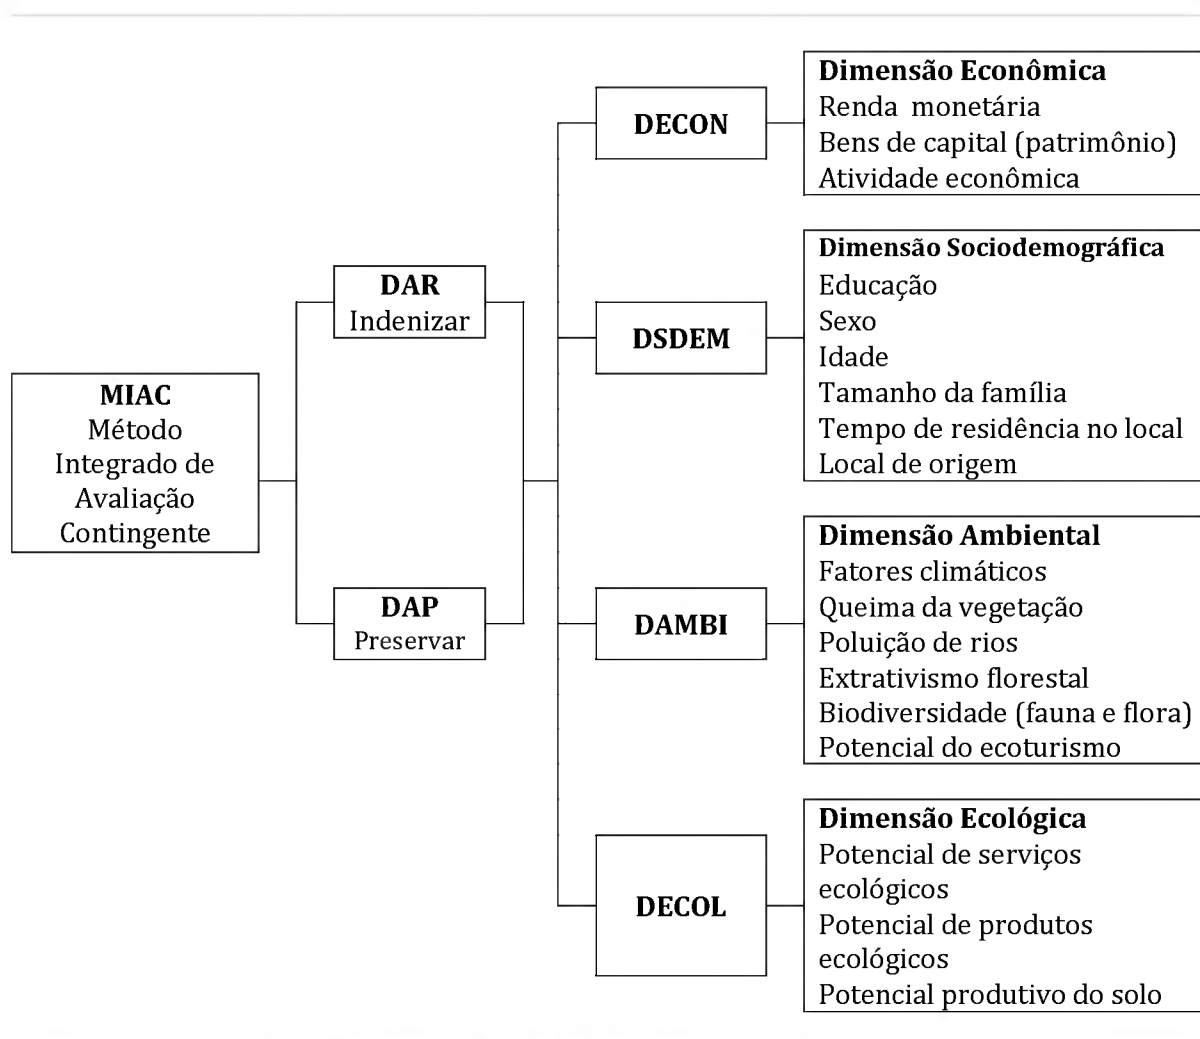 MIAC
Método
Integrado de
Avaliação
Contingente
DAR
Indenizar
DAP
Preservar
DECON
Dimensão Econômica
Renda monetária
Bens de capital (patrimônio)
Atividade econômica
DSDEM
Dimensão Sociodemográfica
Educação
Sexo
Idade
Tamanho da família
Tempo de residência no local
Local de origem
DAMBI
Dimensão Ambiental
Fatores climáticos
Queima da vegetação
Poluição de rios
Extrativismo florestal
Biodiversidade (fauna e flora)
Potencial do ecoturismo
DECOL
Dimensão Ecológica
Potencial de serviços
ecológicos
Potencial de produtos
ecológicos
Potencial produtivo do solo